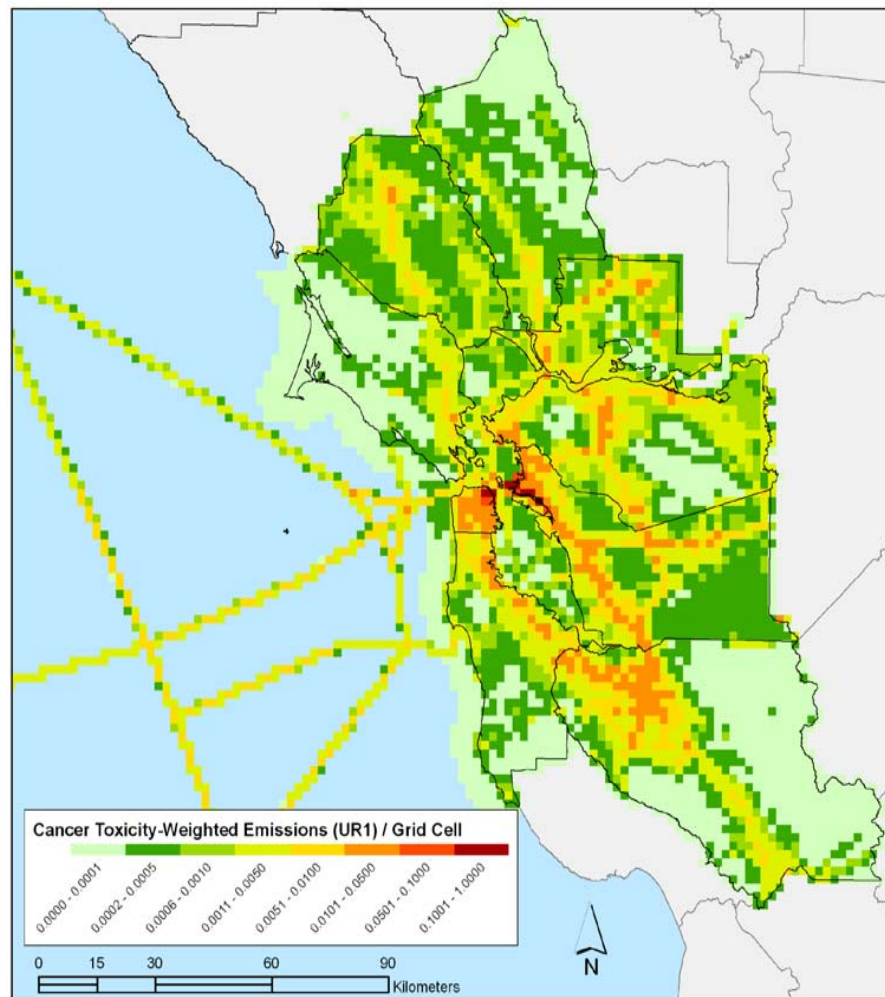 Cancer Toxicity-Weighted Emissions (UR1) / Grid Cell
0.0000 - 0.0001
0.0002 - 0.0005
0.0006 - 0.0010
0.0011 - 0.0050
0.0051 - 0.0100
0.0101 - 0.0500
0.0501 - 0.1000
0.1001 - 1.0000
N
0 15 30 60 90
Kilometers